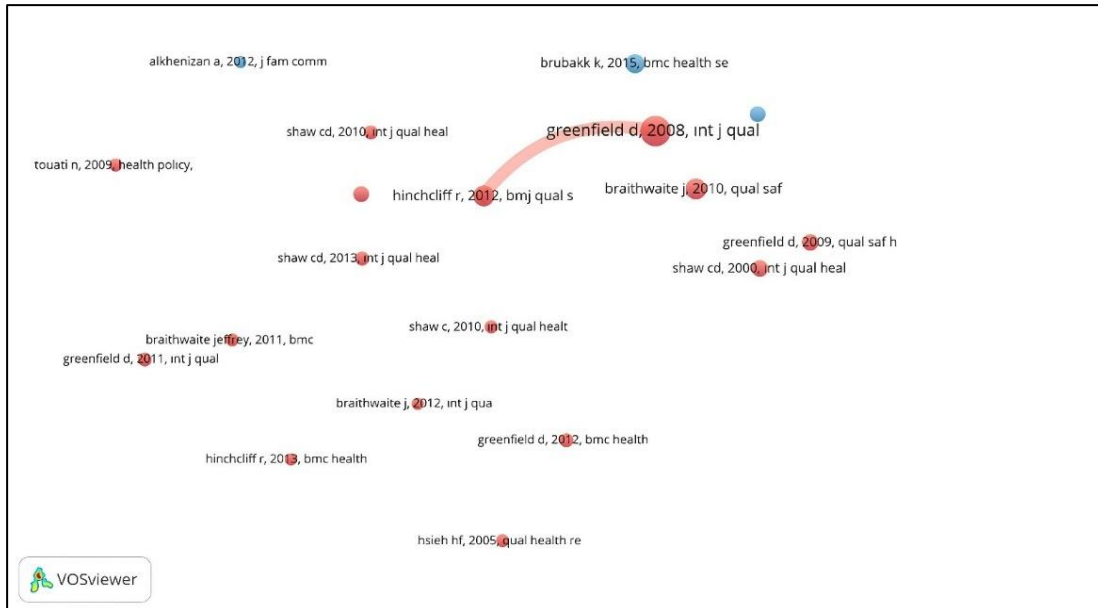 alkhenizan a, 2012, j fam comm
brubakk k, 2015, bmc health se
shaw cd, 2010, ınt j qual heal
greenfield d, 2008, ınt j qual
touati n, 2009, health policy,
hinchcliff r, 2012, bmj qual s
braithwaite j, 2010, qual saf
greenfield d, 2009, qual saf h
shaw cd, 2013, ınt j qual heal
shaw cd, 2000, ınt j qual heal
shaw c, 2010, ınt j qual healt
braithwaite jeffrey, 2011, bmc
greenfield d, 2011, ınt j qual
braithwaite j, 2012, ınt j qua
greenfield d, 2012, bmc health
hinchcliff r, 2013, bmc health
hsieh hf, 2005, qual health re
VOSviewer